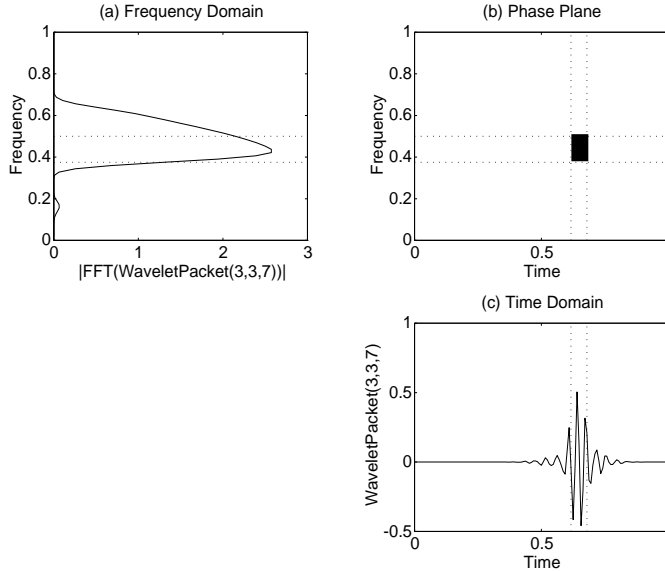 (a) Frequency Domain
1
0.8
0.6
0.4
0.2
0
Frequency
0
1
2
3
|FFT(WaveletPacket(3,3,7))|
(b) Phase Plane
1
0.8
0.6
0.4
0.2
0
Frequency
0
0.5
Time
(c) Time Domain
1
0.5
0
-0.5
WaveletPacket(3,3,7)
0
0.5
Time